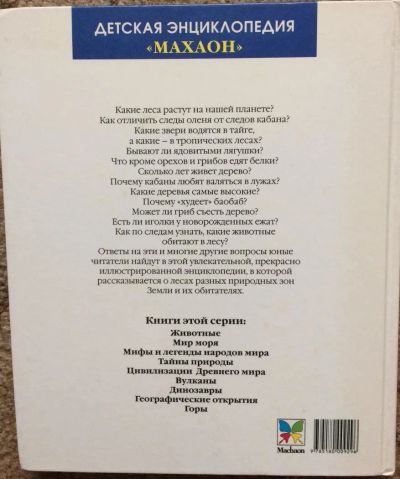 ДЕТСКАЯ ЭНЦИКЛОПЕДИЯ
«МАХАОН»
Какие леса растут на нашей планете?
Как отличить следы оленя от следов кабана?
Какие звери водятся в тайге,
а какие – в тропических лесах?
Бывают ли ядовитыми лягушки?
Что кроме орехов и грибов едят белки?
Сколько лет живет дерево?
Почему кабаны любят валяться в лужах?
Какие деревья самые высокие?
Почему «худеет» баобаб?
Может ли гриб съесть дерево?
Есть ли иголки у новорожденных ежат?
Как по следам узнать, какие животные
обитают в лесу?
Ответы на эти и многие другие вопросы юные
читатели найдут в этой увлекательной, прекрасно
иллюстрированной энциклопедии, в которой
рассказывается о лесах разных природных зон
Земли и их обитателях.
Книги этой серии:
Животные
Мир моря
Мифы и легенды народов мира
Тайны природы
Цивилизации Древнего мира
Вулканы
Динозавры
Географические открытия
Горы
Machaon